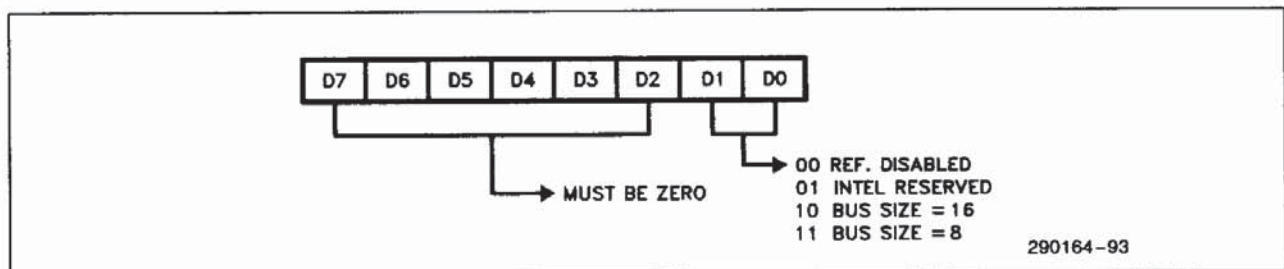 D7 D6 D5 D4 D3 D2 D1 D0
MUST BE ZERO
00 REF. DISABLED
01 INTEL RESERVED
10 BUS SIZE = 16
11 BUS SIZE = 8
290164-93